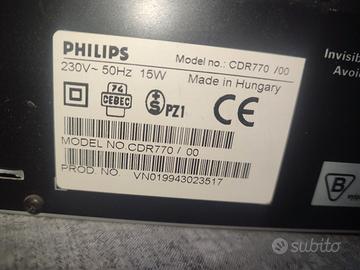 PHILIPS
Model no.: CDR770 /00
230V~ 50Hz 15W
Made in Hungary
74
CEBEC
S PZ1
CE
MODEL NO.CDR770 / 00
PROD. NO. VN019943023517
Invisib
Avoi
B
subito